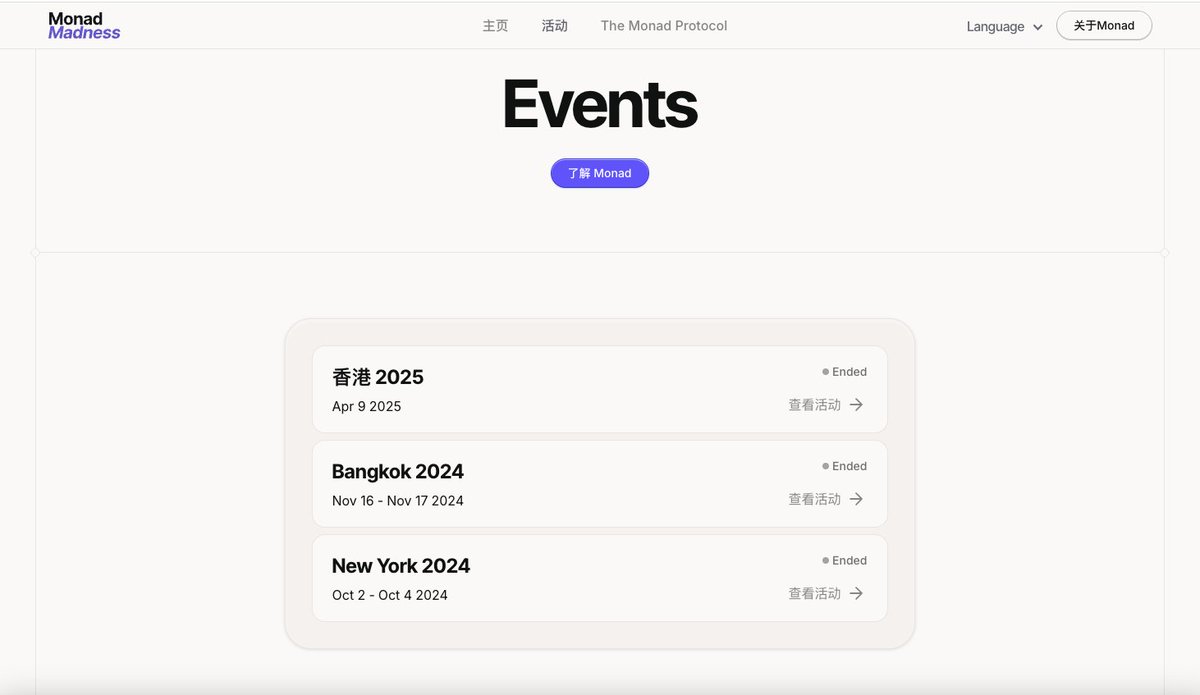 Monad
Madness
主页
活动
The Monad Protocol
Language
关于Monad
Events
了解 Monad
香港 2025
Ended
Apr 9 2025
查看活动
Bangkok 2024
Ended
Nov 16 - Nov 17 2024
查看活动
New York 2024
Ended
Oct 2 - Oct 4 2024
查看活动